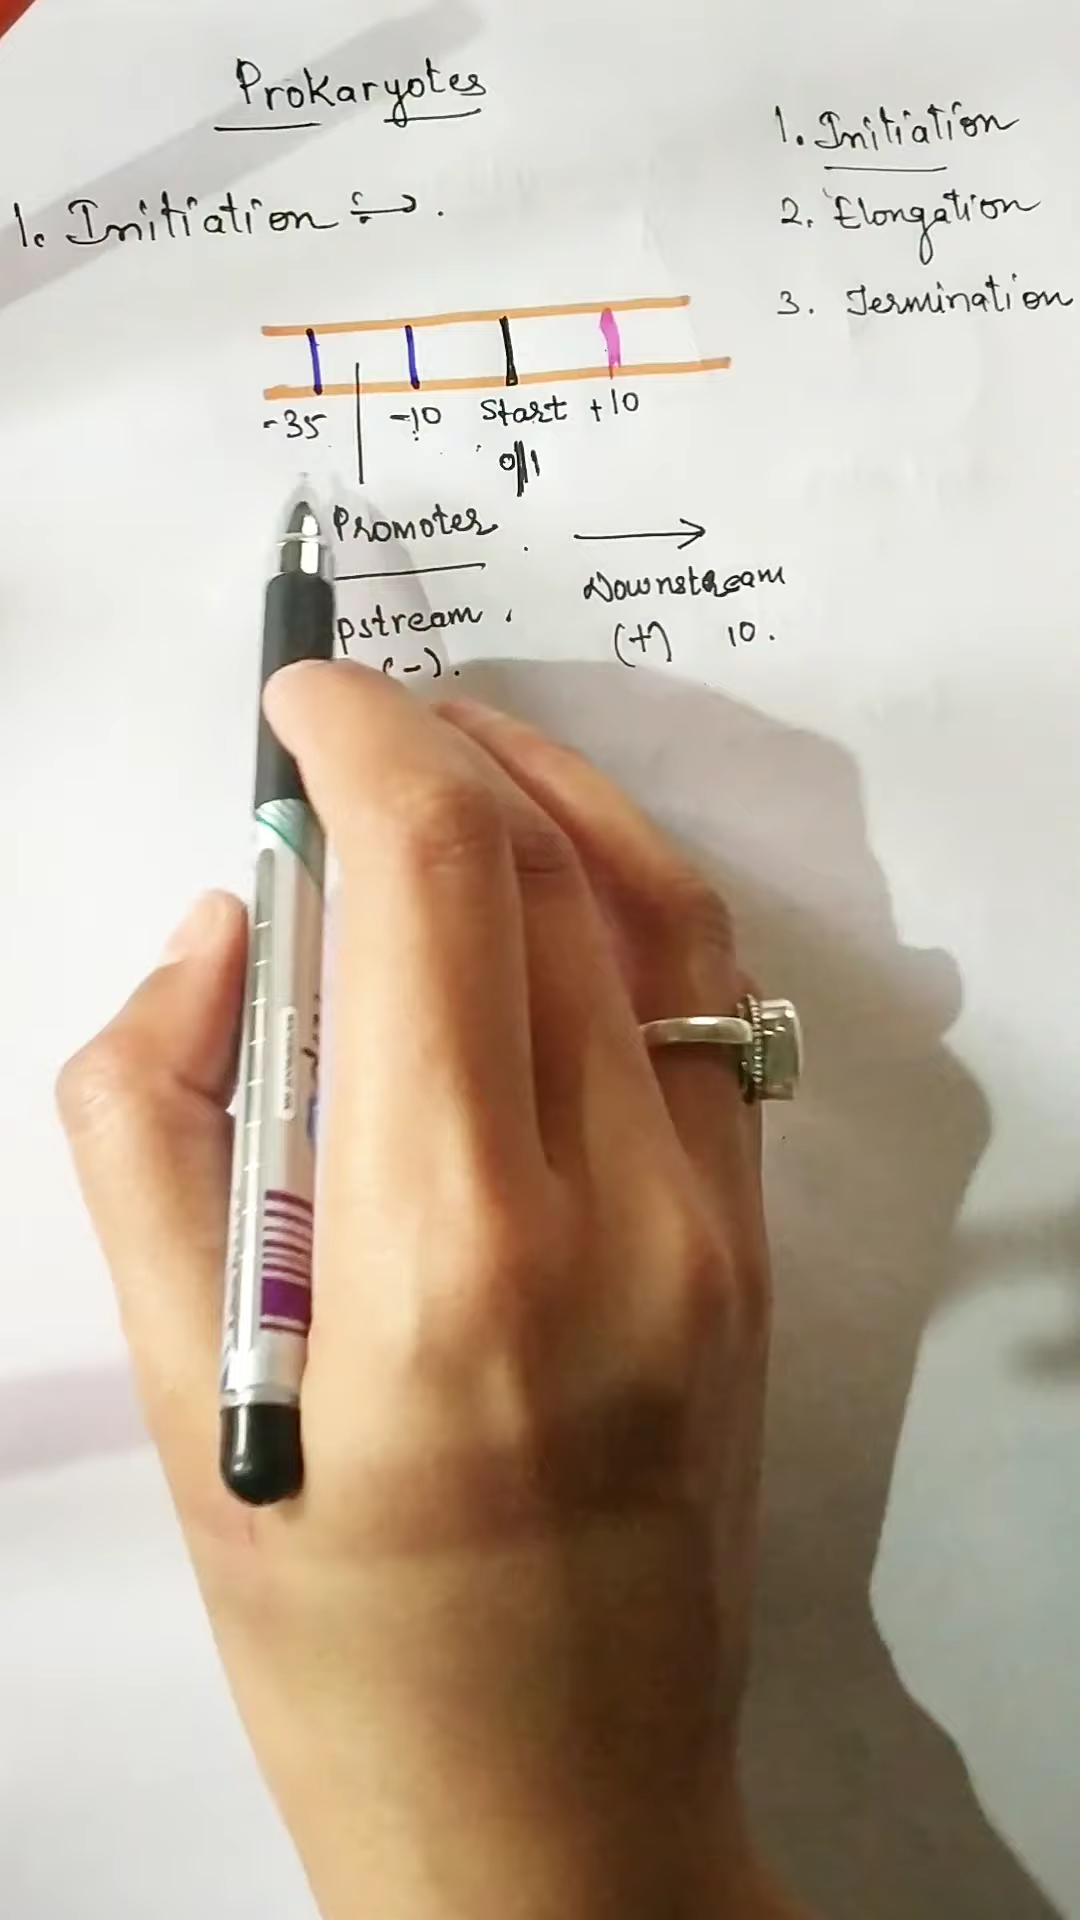 Prokaryotes
1. Initiation
2. Elongation
3. Termination
1. Initiation
-35 -10 Start +10
0/1
Promoter
pstream
Downstream
(-).
(+) 10.